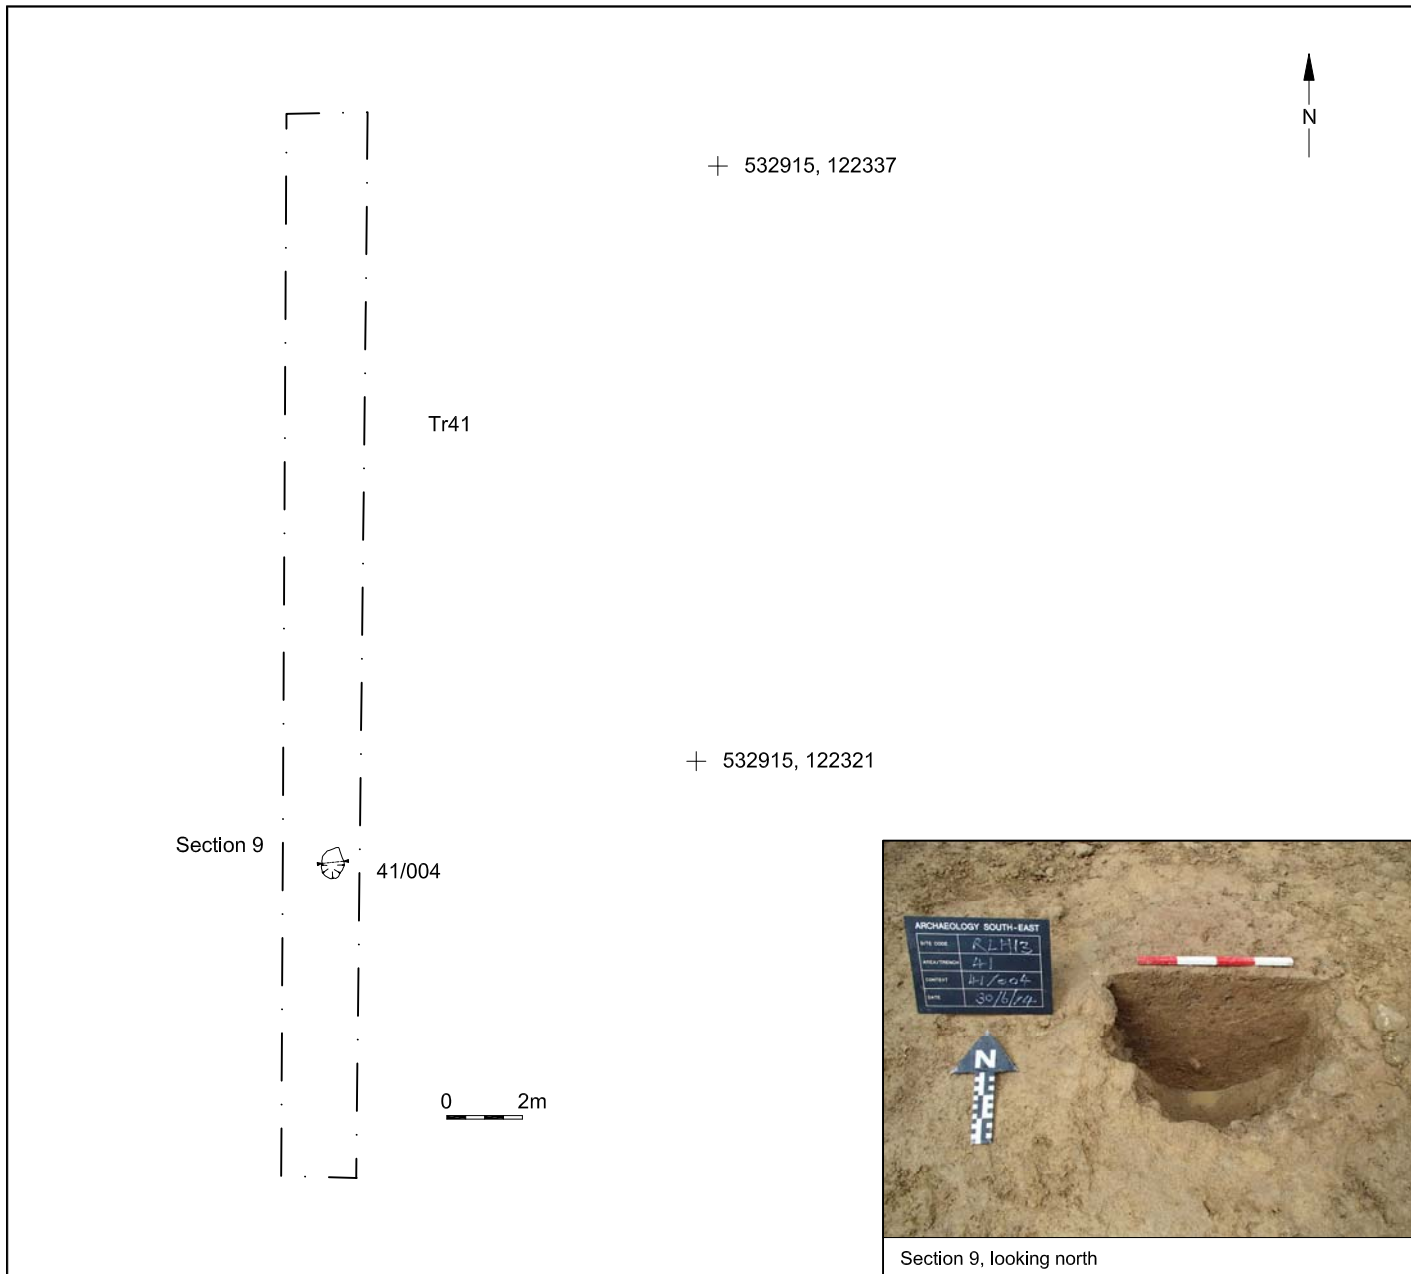 N
532915, 122337
Tr41
532915, 122321
Section 9
41/004
0 2m
ARCHAEOLOGY SOUTH-EAST
SITE CODE RLH13
AREA/TRENCH 41
CONTEXT 41/004
DATE 30/6/14
N
Section 9, looking north